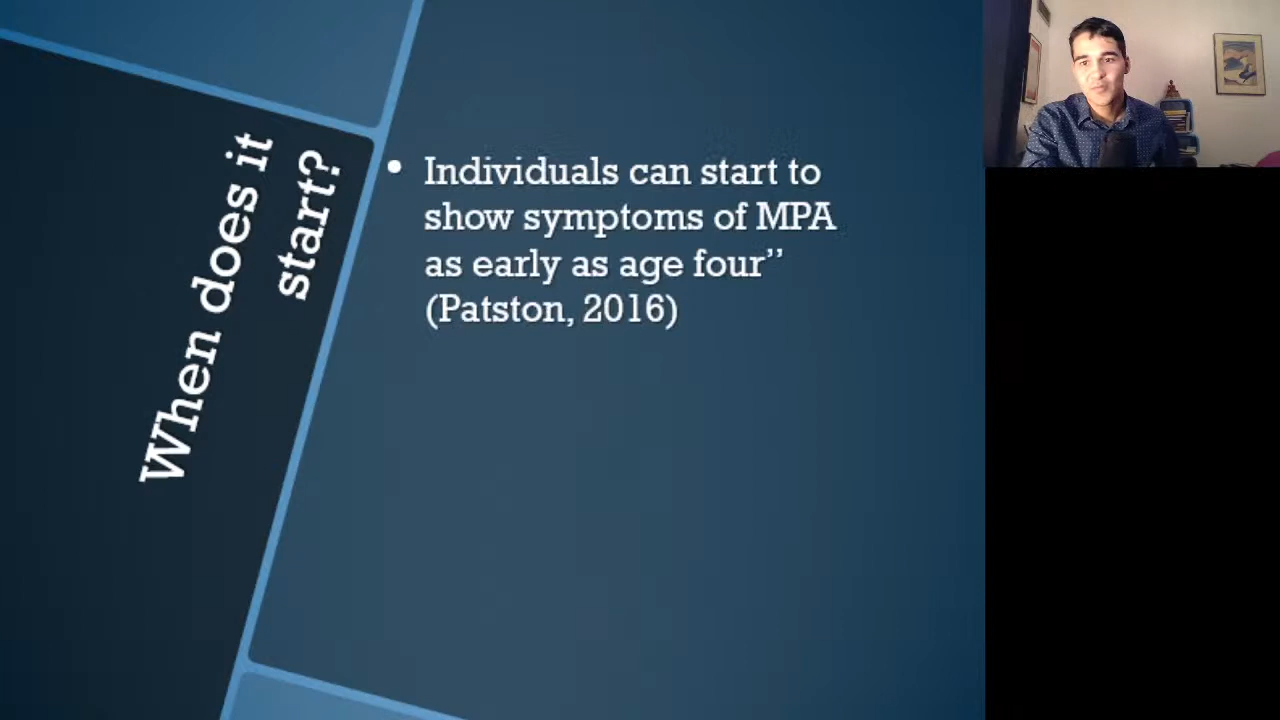 When does it
start?
• Individuals can start to
show symptoms of MPA
as early as age four”
(Patston, 2016)